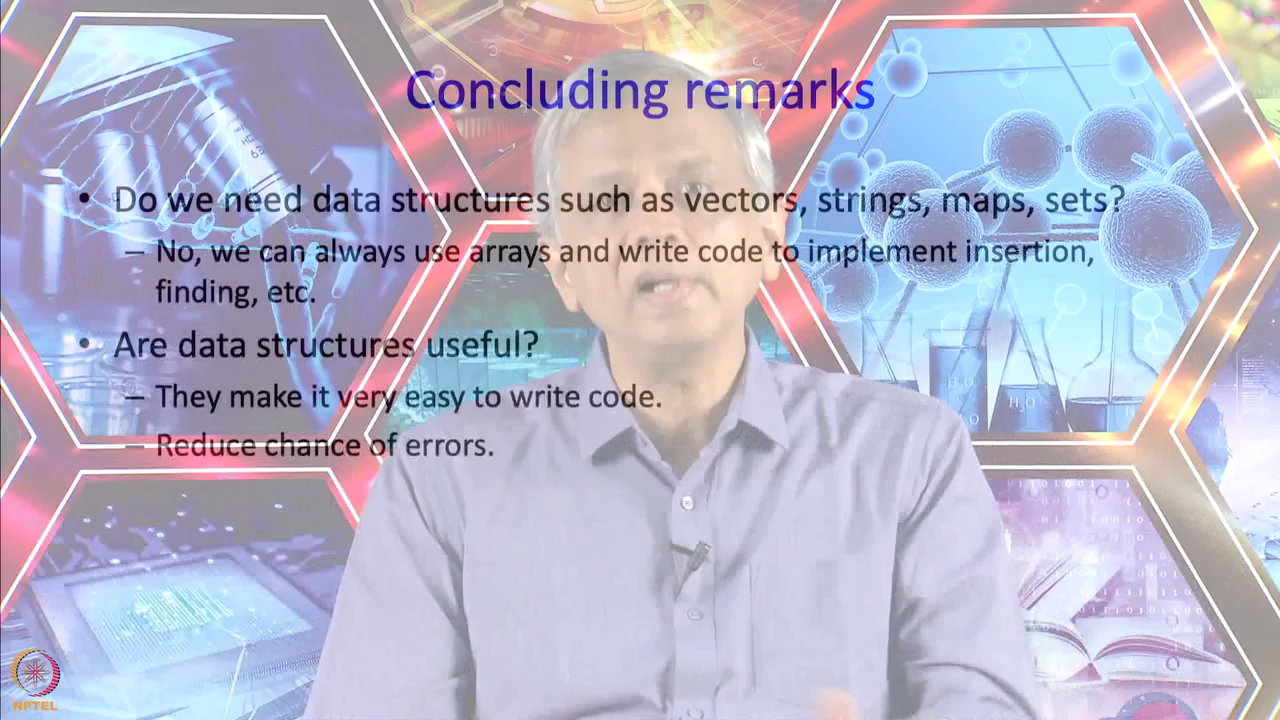 Concluding remarks
• Do we need data structures such as vectors, strings, maps, sets?
– No, we can always use arrays and write code to implement insertion,
finding, etc.
• Are data structures useful?
– They make it very easy to write code.
– Reduce chance of errors.
H₂O
H₂O
NPTEL